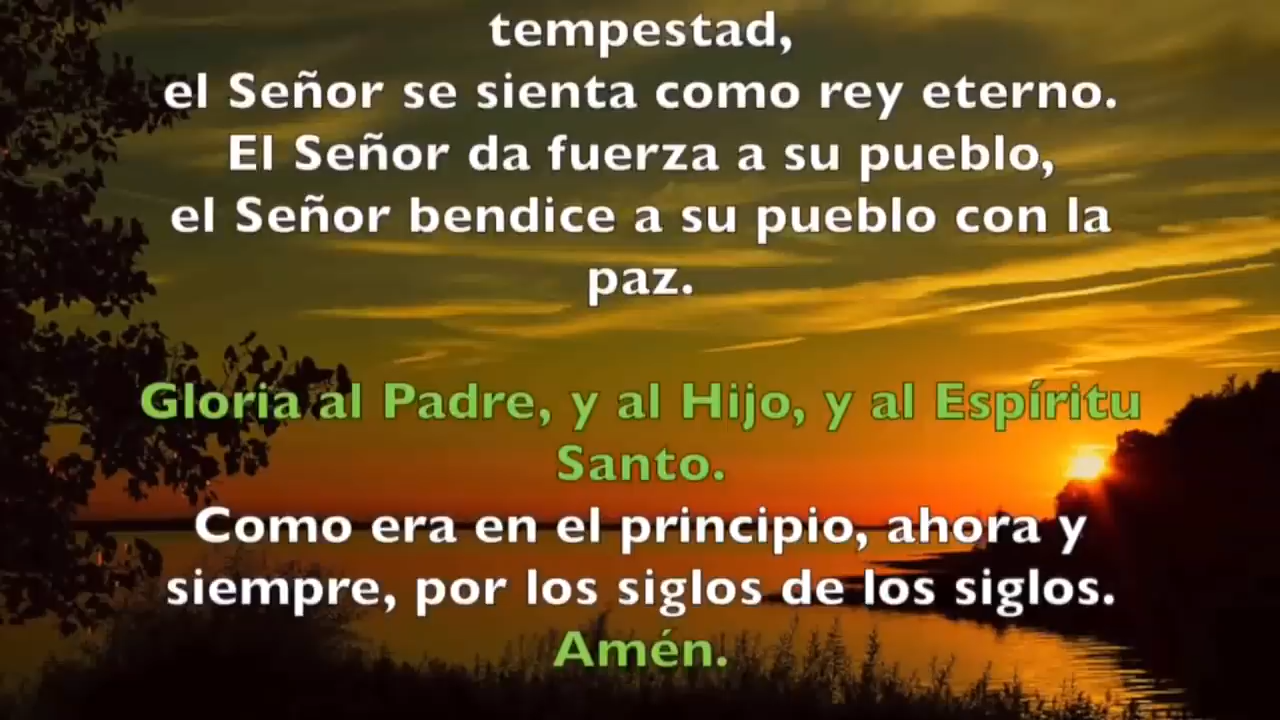 tempestad,
el Señor se sienta como rey eterno.
El Señor da fuerza a su pueblo,
el Señor bendice a su pueblo con la
paz.
Gloria al Padre, y al Hijo, y al Espíritu
Santo.
Como era en el principio, ahora y
siempre, por los siglos de los siglos.
Amén.